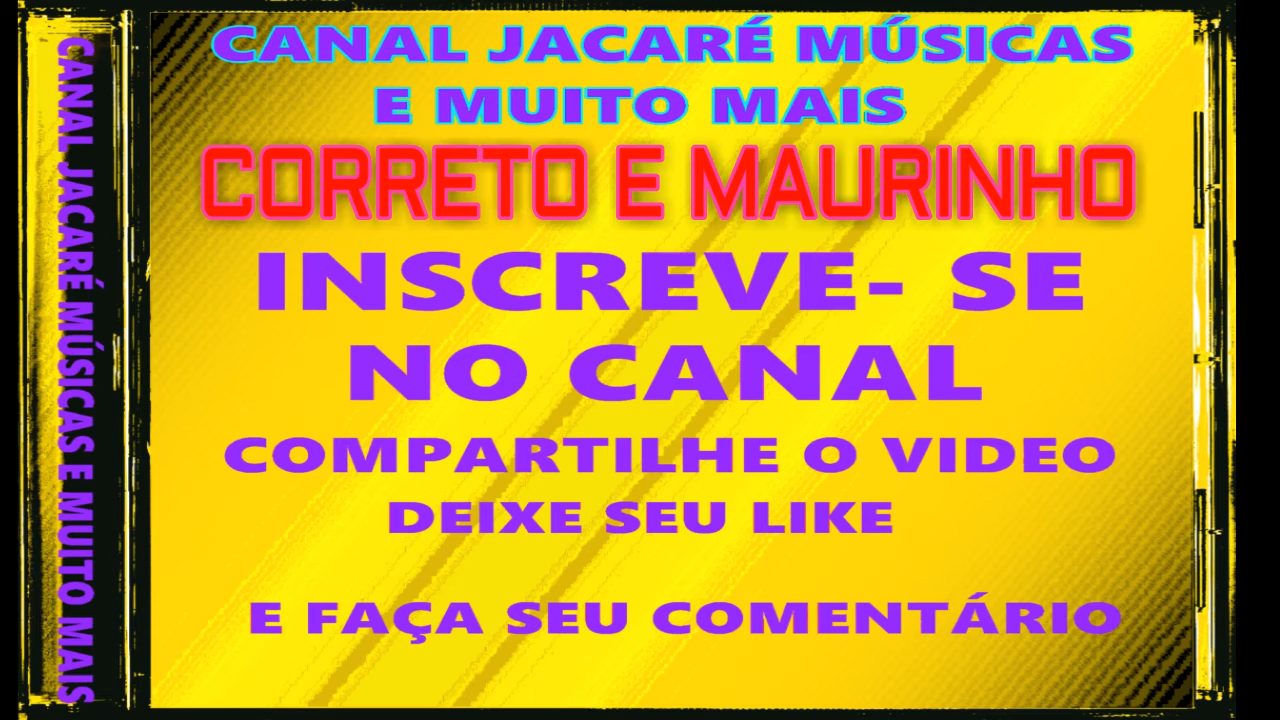 CANAL JACARÉ MÚSICAS E MUITO MAIS
CANAL JACARÉ MÚSICAS
E MUITO MAIS
CORRETO E MAURINHO
INSCREVE- SE
NO CANAL
COMPARTILHE O VIDEO
DEIXE SEU LIKE
E FAÇA SEU COMENTÁRIO